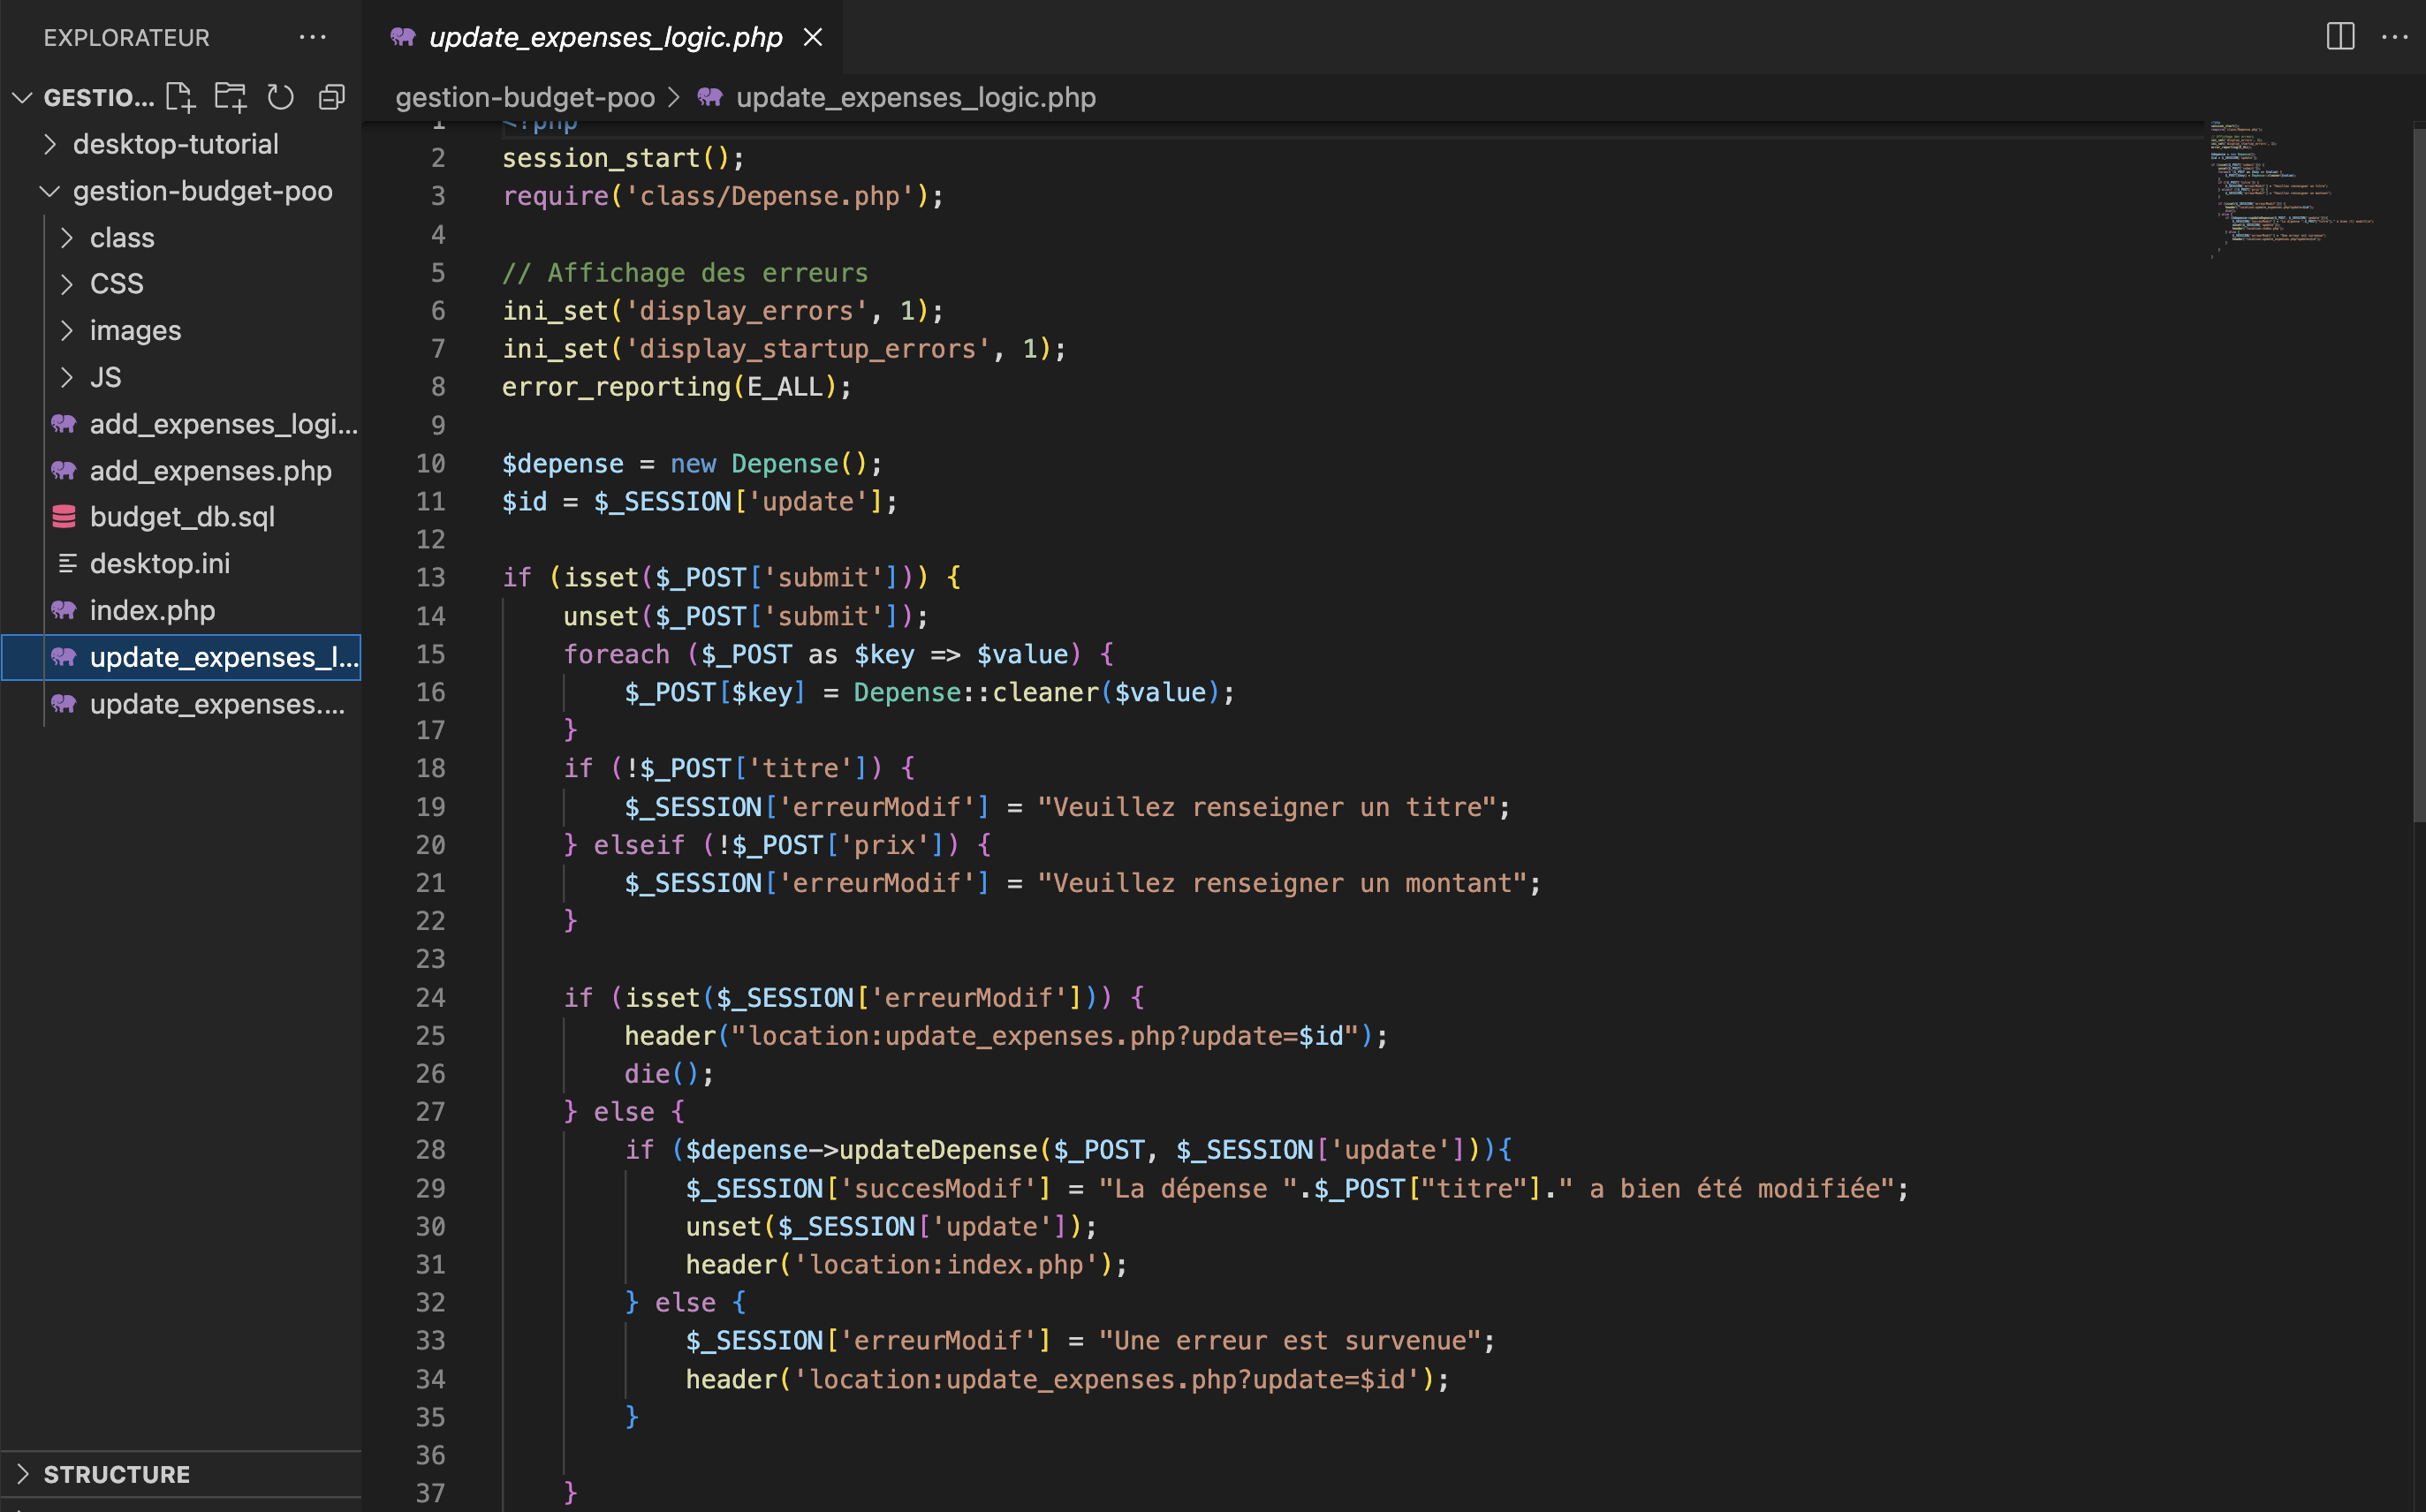 EXPLORATEUR
GESTIO...
desktop-tutorial
gestion-budget-poo
class
CSS
images
JS
add_expenses_logi...
add_expenses.php
budget_db.sql
desktop.ini
index.php
update_expenses_l...
update_expenses....
STRUCTURE
update_expenses_logic.php
gestion-budget-poo > update_expenses_logic.php
1 <?php
2 session_start();
3 require('class/Depense.php');
4
5 // Affichage des erreurs
6 ini_set('display_errors', 1);
7 ini_set('display_startup_errors', 1);
8 error_reporting(E_ALL);
9
10 $depense = new Depense();
11 $id = $_SESSION['update'];
12
13 if (isset($_POST['submit'])) {
14 unset($_POST['submit']);
15 foreach ($_POST as $key => $value) {
16 $_POST[$key] = Depense::cleaner($value);
17 }
18 if (!$_POST['titre']) {
19 $_SESSION['erreurModif'] = "Veuillez renseigner un titre";
20 } elseif (!$_POST['prix']) {
21 $_SESSION['erreurModif'] = "Veuillez renseigner un montant";
22 }
23
24 if (isset($_SESSION['erreurModif'])) {
25 header("location:update_expenses.php?update=$id");
26 die();
27 } else {
28 if ($depense->updateDepense($_POST, $_SESSION['update'])){
29 $_SESSION['succesModif'] = "La dépense ".$_POST["titre"]." a bien été modifiée";
30 unset($_SESSION['update']);
31 header('location:index.php');
32 } else {
33 $_SESSION['erreurModif'] = "Une erreur est survenue";
34 header('location:update_expenses.php?update=$id');
35 }
36
37 }